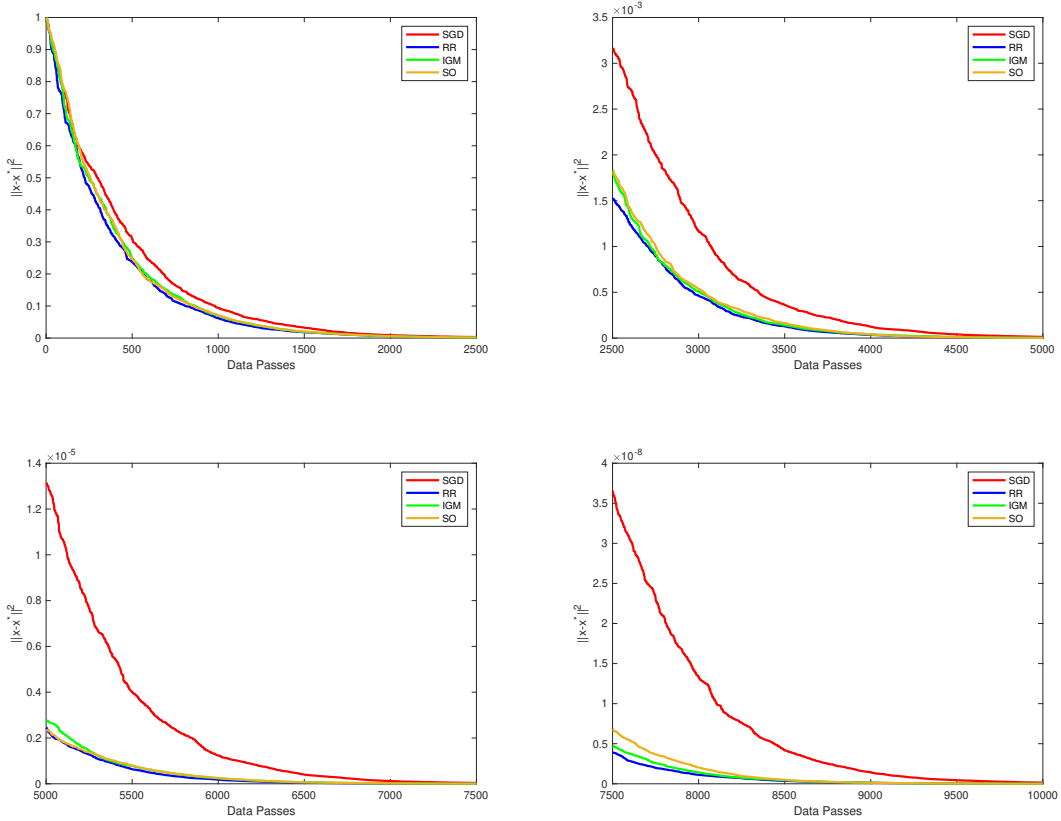 1
0.9
0.8
0.7
0.6
0.5
0.4
0.3
0.2
0.1
0
||x-x*||²
0 500 1000 1500 2000 2500
Data Passes
SGD
RR
IGM
SO
×10⁻³
3.5
3
2.5
2
1.5
1
0.5
0
||x-x*||²
2500 3000 3500 4000 4500 5000
Data Passes
SGD
RR
IGM
SO
×10⁻⁵
1.4
1.2
1
0.8
0.6
0.4
0.2
0
||x-x*||²
5000 5500 6000 6500 7000 7500
Data Passes
SGD
RR
IGM
SO
×10⁻⁸
4
3.5
3
2.5
2
1.5
1
0.5
0
||x-x*||²
7500 8000 8500 9000 9500 10000
Data Passes
SGD
RR
IGM
SO